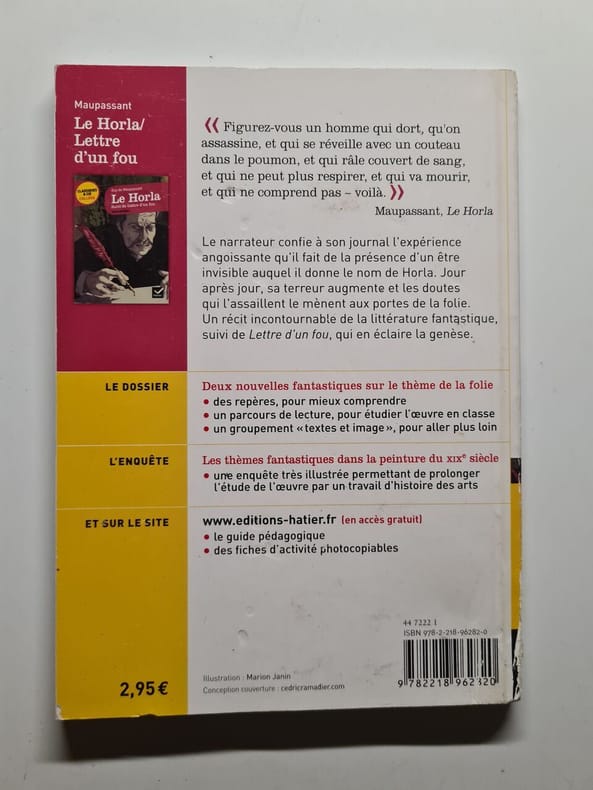 Maupassant
Le Horla/
Lettre
d'un fou
CLASSIQUES & CIE
COLLÈGE
Guy de Maupassant
Le Horla
Suivi de Lettre d'un fou
« Figurez-vous un homme qui dort, qu'on
assassine, et qui se réveille avec un couteau
dans le poumon, et qui râle couvert de sang,
et qui ne peut plus respirer, et qui va mourir,
et qui ne comprend pas – voilà. »
Maupassant, Le Horla
Le narrateur confie à son journal l'expérience
angoissante qu'il fait de la présence d'un être
invisible auquel il donne le nom de Horla. Jour
après jour, sa terreur augmente et les doutes
qui l'assaillent le mènent aux portes de la folie.
Un récit incontournable de la littérature fantastique,
suivi de Lettre d'un fou, qui en éclaire la genèse.
LE DOSSIER
Deux nouvelles fantastiques sur le thème de la folie
• des repères, pour mieux comprendre
• un parcours de lecture, pour étudier l'œuvre en classe
• un groupement « textes et image », pour aller plus loin
L'ENQUÊTE
Les thèmes fantastiques dans la peinture du XIXe siècle
• une enquête très illustrée permettant de prolonger
l'étude de l'œuvre par un travail d'histoire des arts
ET SUR LE SITE
www.editions-hatier.fr (en accès gratuit)
• le guide pédagogique
• des fiches d'activité photocopiables
44 7222 1
ISBN 978-2-218-96282-0
9 782218 962820
Illustration : Marion Janin
Conception couverture : cedricramadier.com
2,95 €